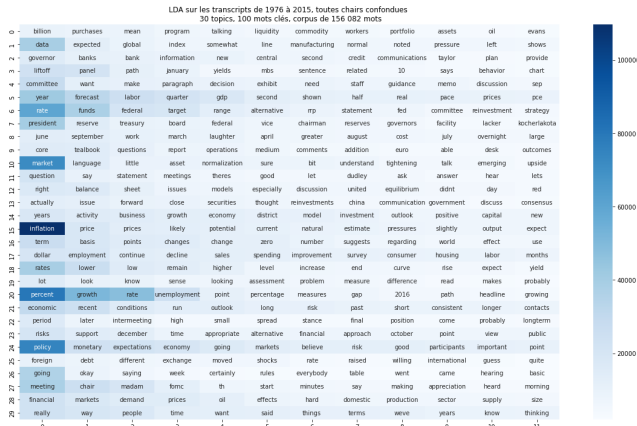 LDA sur les transcripts de 1976 à 2015, toutes chairs confondues
30 topics, 100 mots clés, corpus de 156 082 mots
0 billion purchases mean program talking liquidity commodity workers portfolio assets oil evans
1 data expected global index somewhat line manufacturing normal noted pressure left shows
2 governor banks bank information new central second credit communications taylor plan provide
3 liftoff panel path january yields mbs sentence related 10 says behavior chart
4 committee want make paragraph decision exhibit need staff guidance memo discussion sep
5 year forecast labor quarter gdp second shown half real pace prices pce
6 rate funds federal target range alternative rrp statement fed committee reinvestment strategy
7 president reserve treasury board federal vice chairman reserves governors facility lacker kocherlakota
8 june september work march laughter april greater august cost july overnight large
9 core tealbook questions report operations medium comments addition euro able desk outcomes
10 market language little asset normalization sure bit understand tightening talk emerging upside
11 question say statement meetings theres good let dudley ask answer hear lets
12 right balance sheet issues models especially discussion united equilibrium didnt day red
13 actually issue forward close securities thought reinvestments china communication government discuss consensus
14 years activity business growth economy district model investment outlook positive capital new
15 inflation price prices likely potential current natural estimate pressures slightly output expect
16 term basis points changes change zero number suggests regarding world effect use
17 dollar employment continue decline sales spending improvement survey consumer housing labor months
18 rates lower low remain higher level increase end curve rise expect yield
19 lot look know sense looking assessment problem measure difference read makes probably
20 percent growth rate unemployment point percentage measures gap 2016 path headline growing
21 economic recent conditions run outlook long risk past short consistent longer contacts
22 period later intermeeting high small spread stance final position come probably longterm
23 risks support december time appropriate alternative financial approach october point view public
24 policy monetary expectations economy going markets believe risk good participants important point
25 foreign debt different exchange moved shocks rate raised willing international guess quite
26 going okay saying week certainly rules everybody table went came hearing basic
27 meeting chair madam fomc th start minutes say making appreciation heard morning
28 financial markets demand prices oil effects hard domestic production sector supply size
29 really way people time want said things terms weve years know thinking
0 1 2 3 4 5 6 7 8 9 10 11
100000
80000
60000
40000
20000